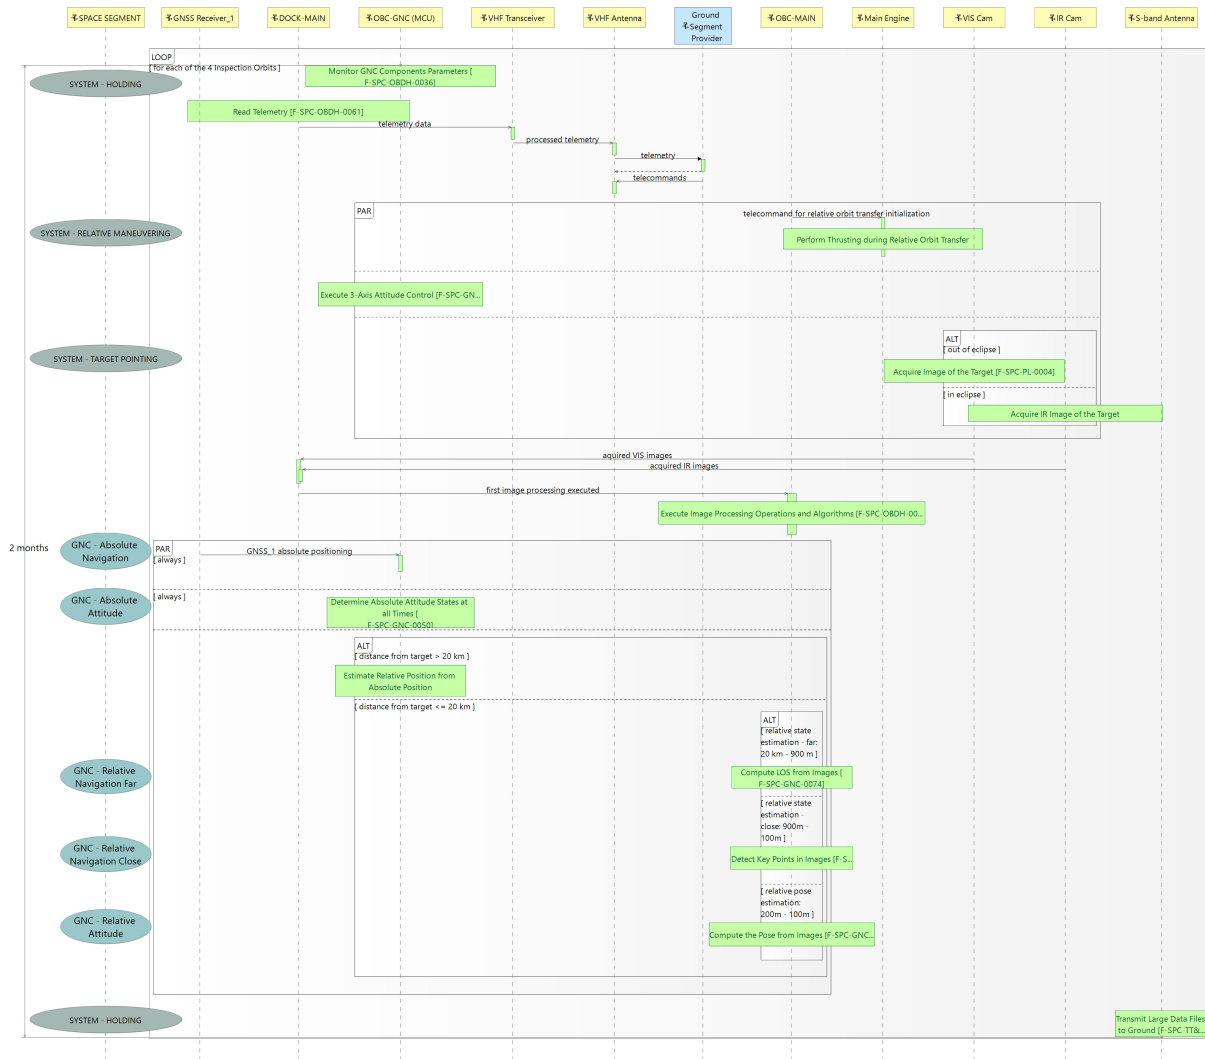 SPACE SEGMENT
GNSS Receiver_1
DOCK-MAIN
OBC-GNC (MCU)
VHF Transceiver
VHF Antenna
Ground
Segment
Provider
OBC-MAIN
Main Engine
VIS Cam
IR Cam
S-band Antenna
LOOP
[ for each of the 4 Inspection Orbits ]
SYSTEM - HOLDING
Monitor GNC Components Parameters [
F-SPC-OBDH-0036]
Read Telemetry [F-SPC-OBDH-0061]
telemetry data
processed telemetry
telemetry
telecommands
PAR
telecommand for relative orbit transfer initialization
SYSTEM - RELATIVE MANEUVERING
Perform Thrusting during Relative Orbit Transfer
Execute 3-Axis Attitude Control [F-SPC-GN...
ALT
[ out of eclipse ]
SYSTEM - TARGET POINTING
Acquire Image of the Target [F-SPC-PL-0004]
[ in eclipse ]
Acquire IR Image of the Target
aquired VIS images
acquired IR images
first image processing executed
Execute Image Processing Operations and Algorithms [F-SPC-OBDH-00...
2 months
GNC - Absolute
Navigation
PAR
[ always ]
GNSS_1 absolute positioning
GNC - Absolute
Attitude
[ always ]
Determine Absolute Attitude States at
all Times [
F-SPC-GNC-0050]
ALT
[ distance from target > 20 km ]
Estimate Relative Position from
Absolute Position
[ distance from target <= 20 km ]
ALT
[ relative state
estimation - far:
20 km - 900 m ]
GNC - Relative
Navigation Far
Compute LOS from Images [
F-SPC-GNC-0074]
[ relative state
estimation -
close: 900m -
100m ]
GNC - Relative
Navigation Close
Detect Key Points in Images [F-S...
[ relative pose
estimation:
200m - 100m ]
GNC - Relative
Attitude
Compute the Pose from Images [F-SPC-GNC...
SYSTEM - HOLDING
Transmit Large Data Files
to Ground [F-SPC-TT&...